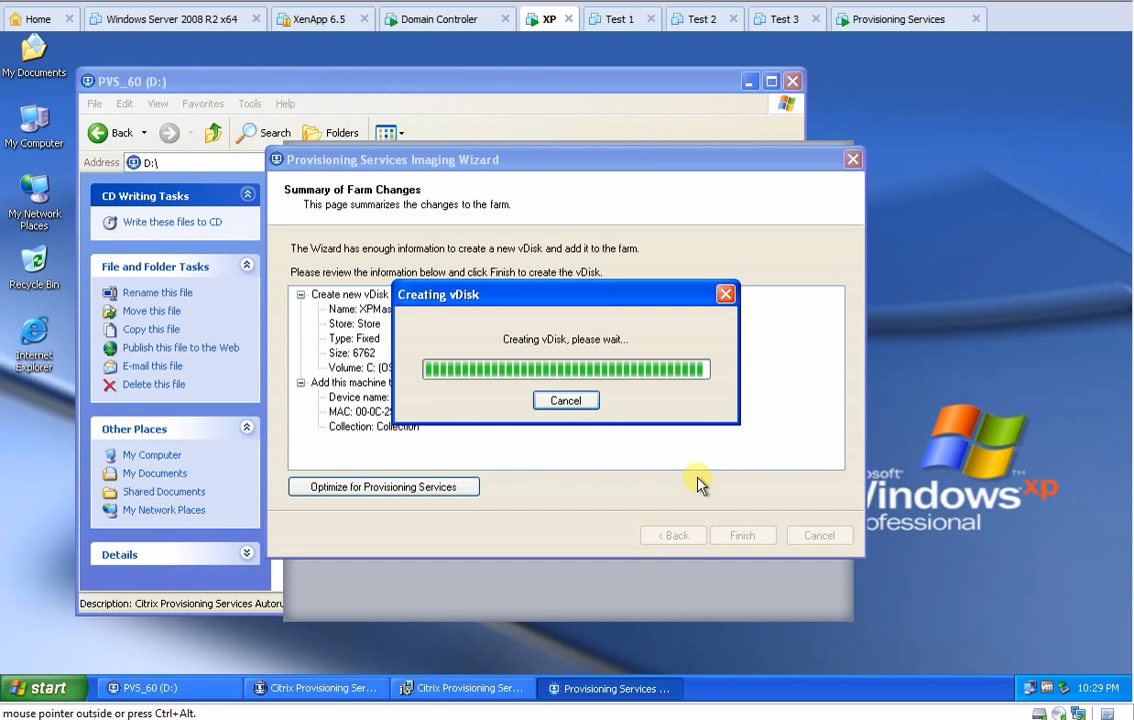 Home
Windows Server 2008 R2 x64
XenApp 6.5
Domain Controler
XP
Test 1
Test 2
Test 3
Provisioning Services
My Documents
My Computer
My Network
Places
Recycle Bin
Internet
Explorer
PVS_60 (D:)
File Edit View Favorites Tools Help
Back Search Folders
Address D:\
CD Writing Tasks
Write these files to CD
File and Folder Tasks
Rename this file
Move this file
Copy this file
Publish this file to the Web
E-mail this file
Delete this file
Other Places
My Computer
My Documents
Shared Documents
My Network Places
Details
Description: Citrix Provisioning Services Autoru
Provisioning Services Imaging Wizard
Summary of Farm Changes
This page summarizes the changes to the farm.
The Wizard has enough information to create a new vDisk and add it to the farm.
Please review the information below and click Finish to create the vDisk.
Create new vDisk
Name: XPMas
Store: Store
Type: Fixed
Size: 6762
Volume: C: (OS
Add this machine t
Device name:
MAC: 00-0C-29
Collection: Collection
Creating vDisk
Creating vDisk, please wait...
Cancel
Optimize for Provisioning Services
< Back Finish Cancel
osoft
Windows xp
ofessional
start
PVS_60 (D:)
Citrix Provisioning Ser...
Citrix Provisioning Ser...
Provisioning Services ...
10:29 PM
mouse pointer outside or press Ctrl+Alt.